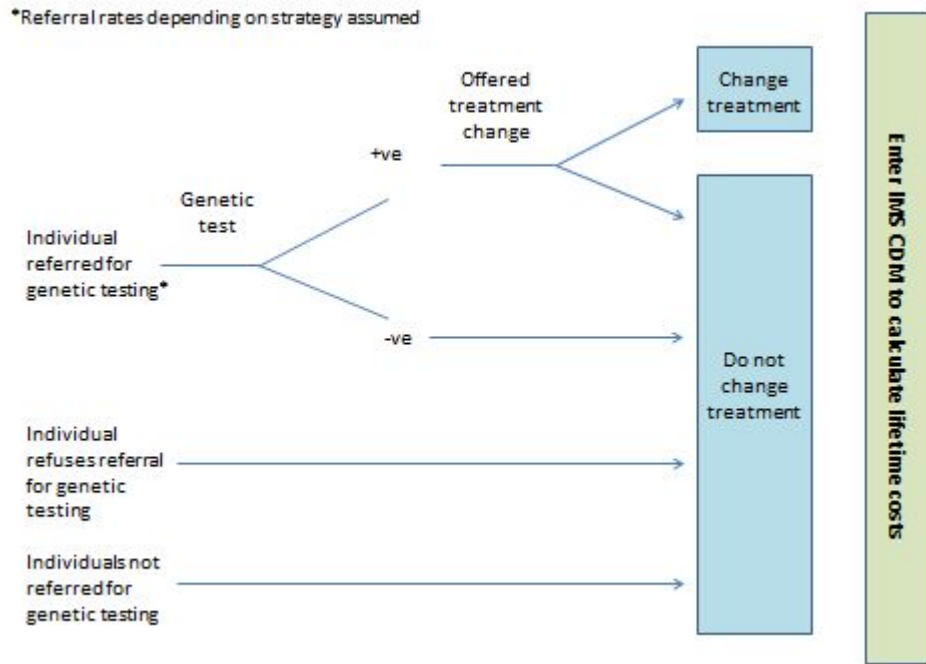 *Referral rates depending on strategy assumed
Offered
treatment
change
Change
treatment
+ve
Genetic
test
Individual
referred for
genetic testing*
-ve
Do not
change
treatment
Individual
refuses referral
for genetic
testing
Individuals not
referred for
genetic testing
Enter IMS CDM to calculate lifetime costs